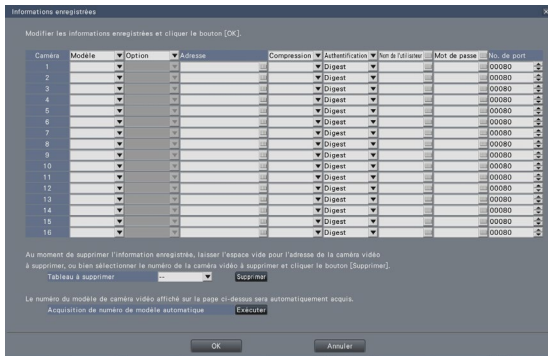 Informations enregistrées
Modifier les informations enregistrées et cliquer le bouton [OK].
Caméra Modèle Option Adresse Compression Authentification Nom de l'utilisateur Mot de passe No. de port
1 Digest 00080
2 Digest 00080
3 Digest 00080
4 Digest 00080
5 Digest 00080
6 Digest 00080
7 Digest 00080
8 Digest 00080
9 Digest 00080
10 Digest 00080
11 Digest 00080
12 Digest 00080
13 Digest 00080
14 Digest 00080
15 Digest 00080
16 Digest 00080
Au moment de supprimer l'information enregistrée, laisser l'espace vide pour l'adresse de la caméra vidéo
à supprimer, ou bien sélectionner le numéro de la caméra vidéo à supprimer et cliquer le bouton [Supprimer].
Tableau à supprimer -- Supprimer
Le numéro du modèle de caméra vidéo affiché sur la page ci-dessus sera automatiquement acquis.
Acquisition de numéro de modèle automatique Exécuter
OK Annuler